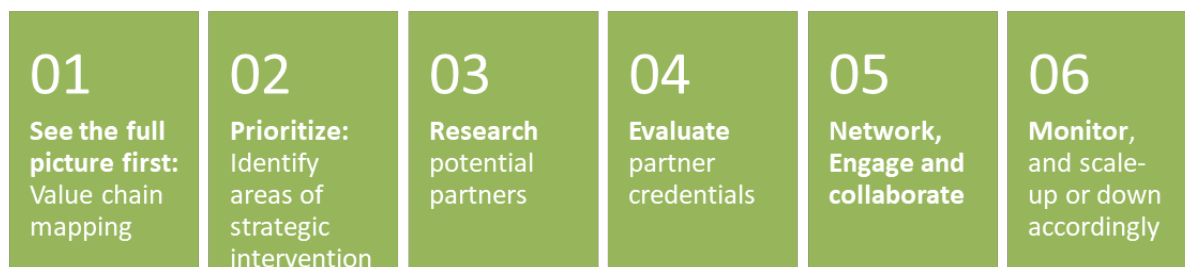 01
See the full
picture first:
Value chain
mapping
02
Prioritize:
Identify
areas of
strategic
intervention
03
Research
potential
partners
04
Evaluate
partner
credentials
05
Network,
Engage and
collaborate
06
Monitor,
and scale-
up or down
accordingly